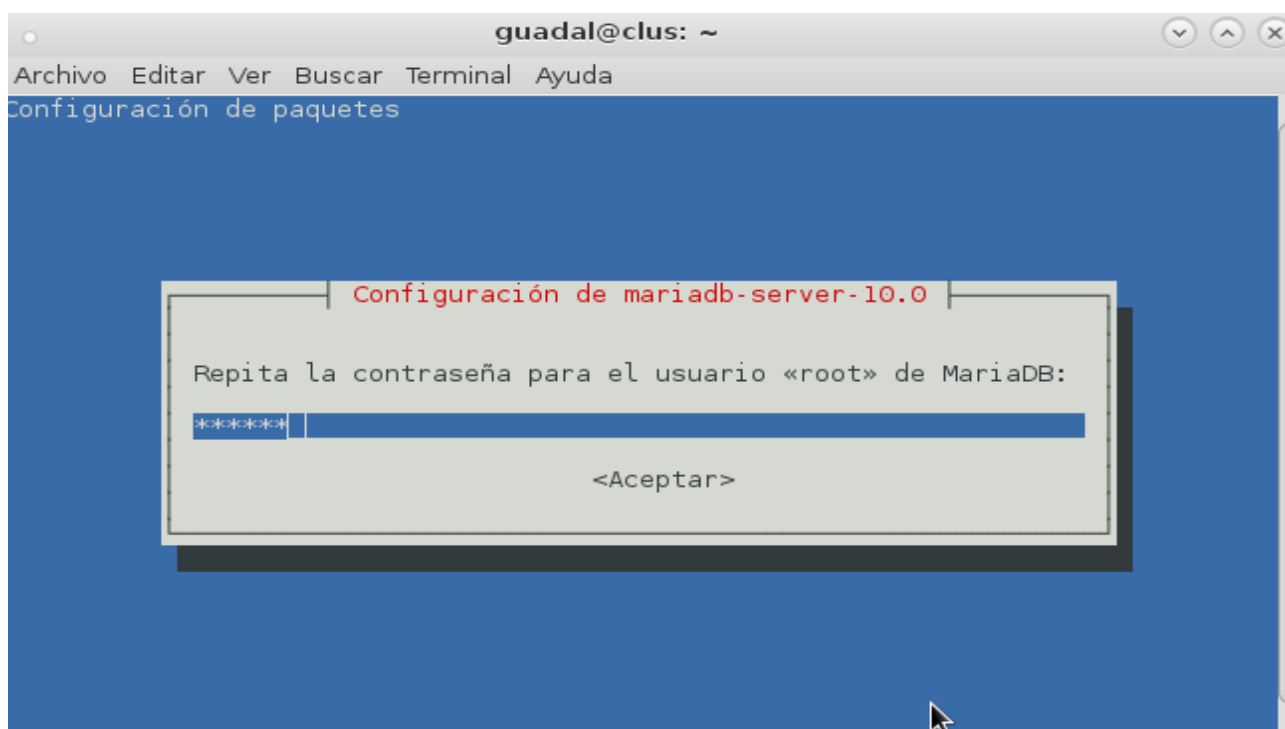 guadal@clus: ~
Archivo Editar Ver Buscar Terminal Ayuda
Configuración de paquetes
Configuración de mariadb-server-10.0
Repita la contraseña para el usuario «root» de MariaDB:
******
<Aceptar>